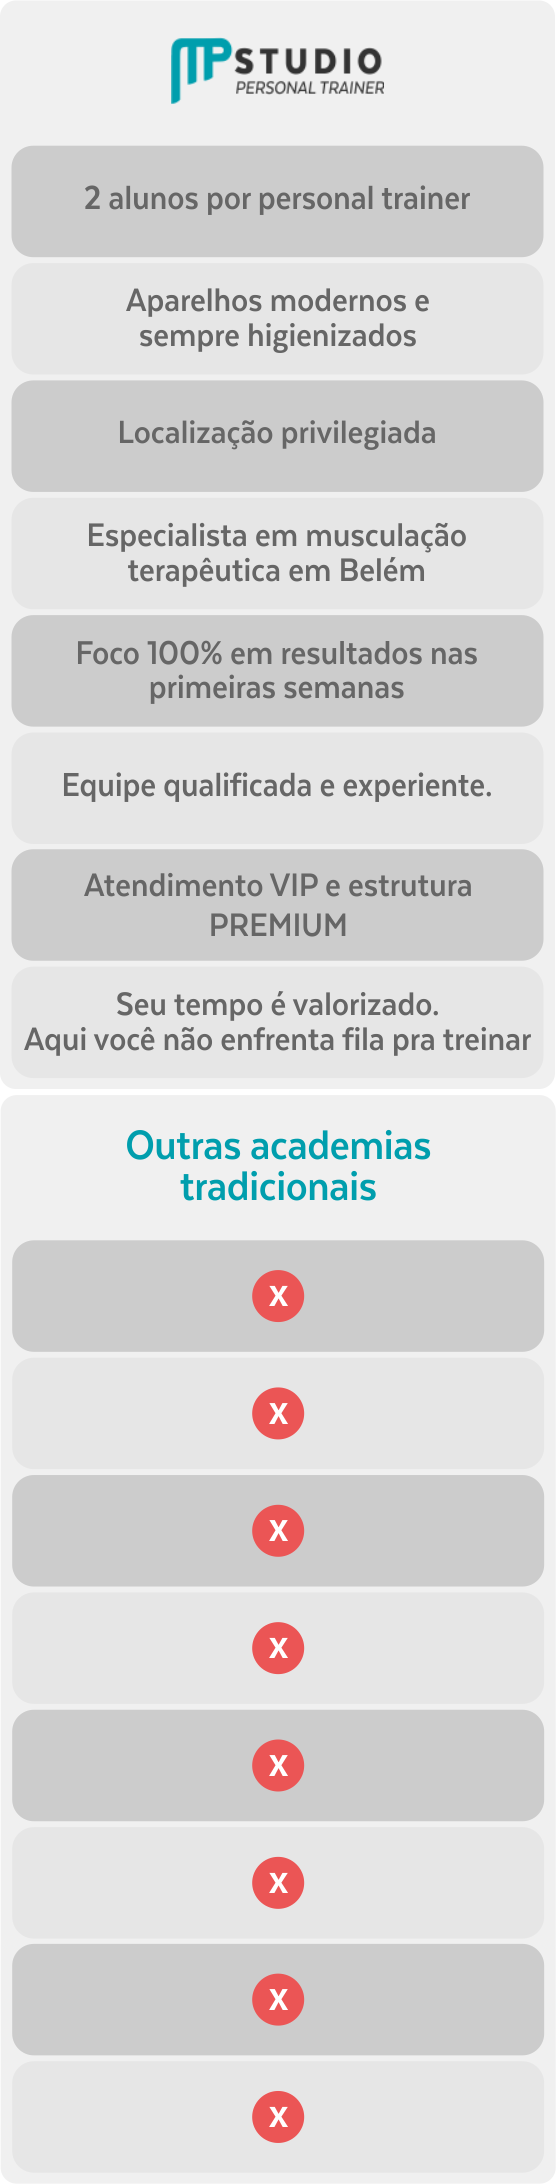 MPSTUDIO
PERSONAL TRAINER
2 alunos por personal trainer
Aparelhos modernos e
sempre higienizados
Localização privilegiada
Especialista em musculação
terapêutica em Belém
Foco 100% em resultados nas
primeiras semanas
Equipe qualificada e experiente.
Atendimento VIP e estrutura
PREMIUM
Seu tempo é valorizado.
Aqui você não enfrenta fila pra treinar
Outras academias
tradicionais
X
X
X
X
X
X
X
X